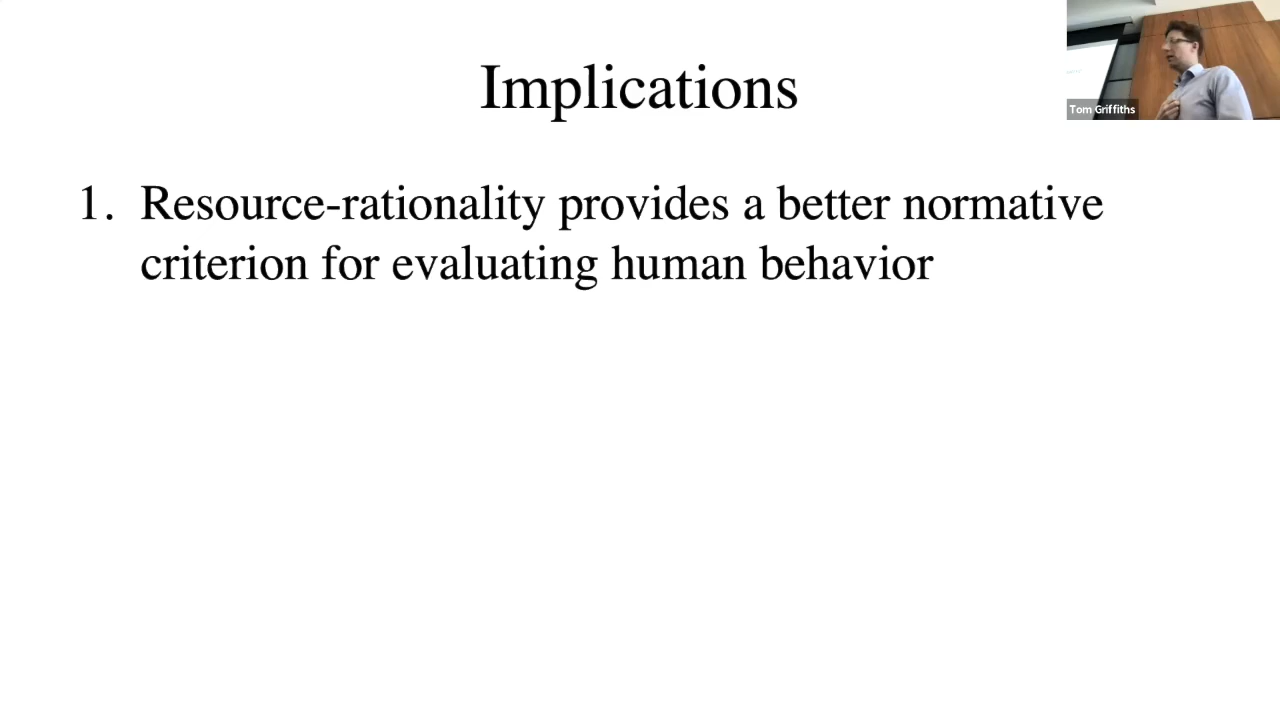 Implications
Tom Griffiths
1. Resource-rationality provides a better normative
criterion for evaluating human behavior